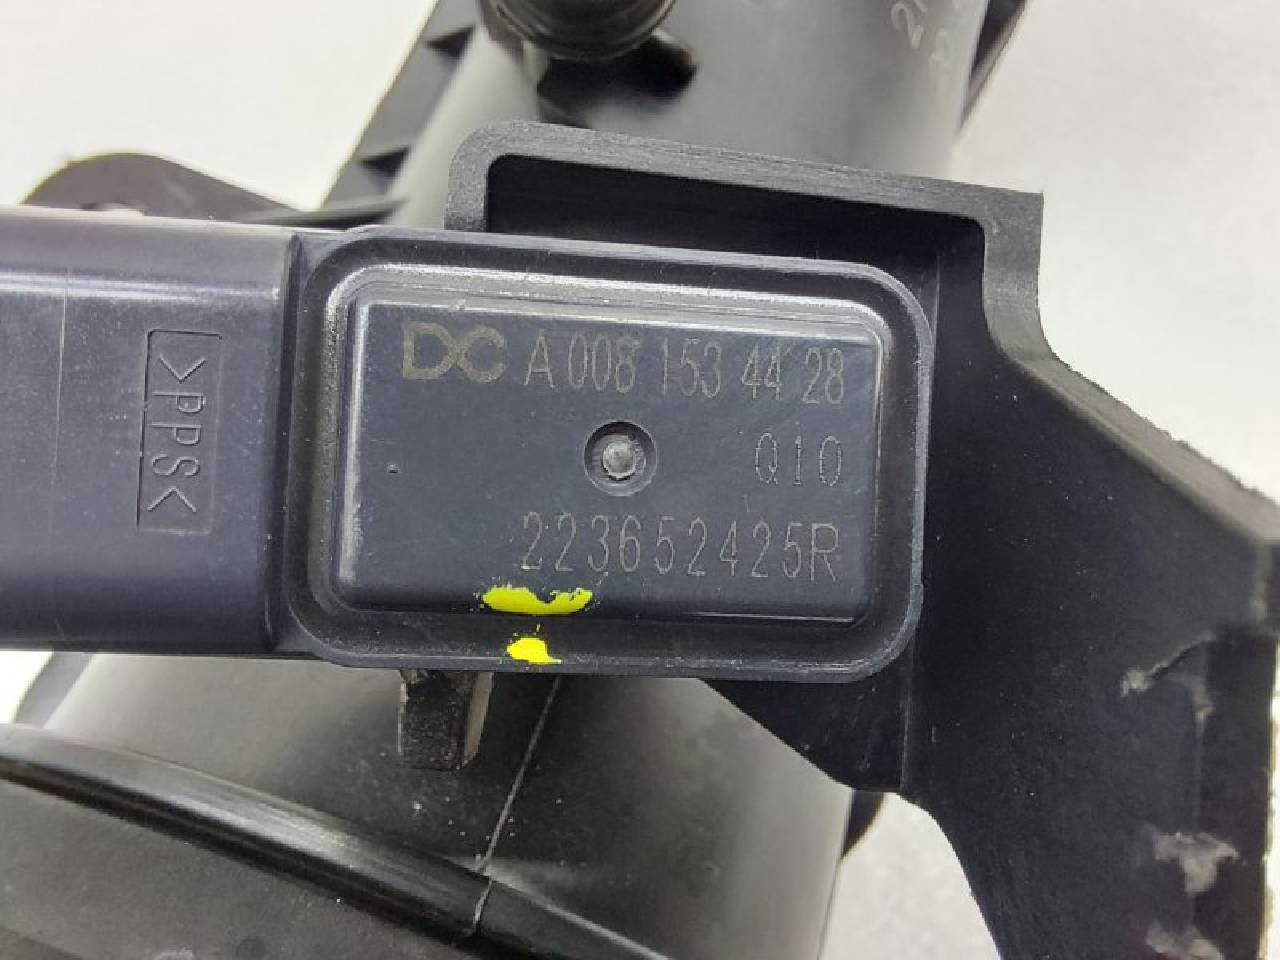 DC A 008 153 44 28
Q10
223652425R
>PPS<